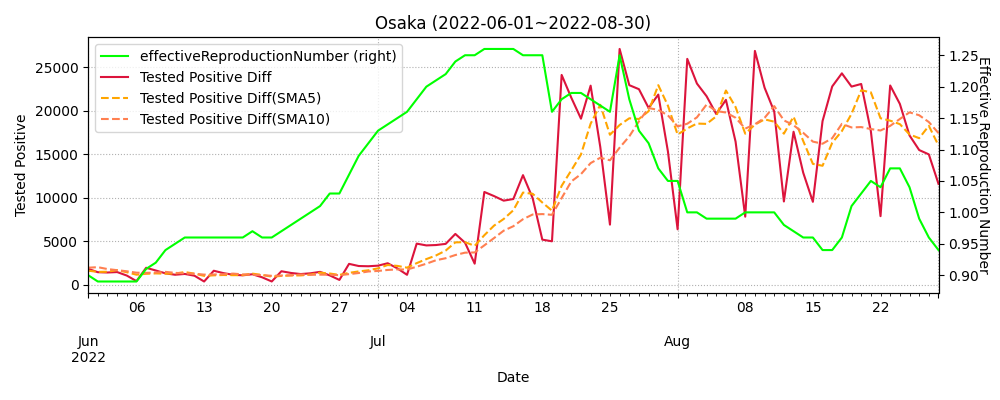 Osaka (2022-06-01~2022-08-30)
effectiveReproductionNumber (right)
Tested Positive Diff
Tested Positive Diff(SMA5)
Tested Positive Diff(SMA10)
Tested Positive
25000
20000
15000
10000
5000
0
1.25
1.20
1.15
1.10
1.05
1.00
0.95
0.90
Effective Reproduction Number
06 13 20 27 04 11 18 25 08 15 22
Jun Jul Aug
2022
Date